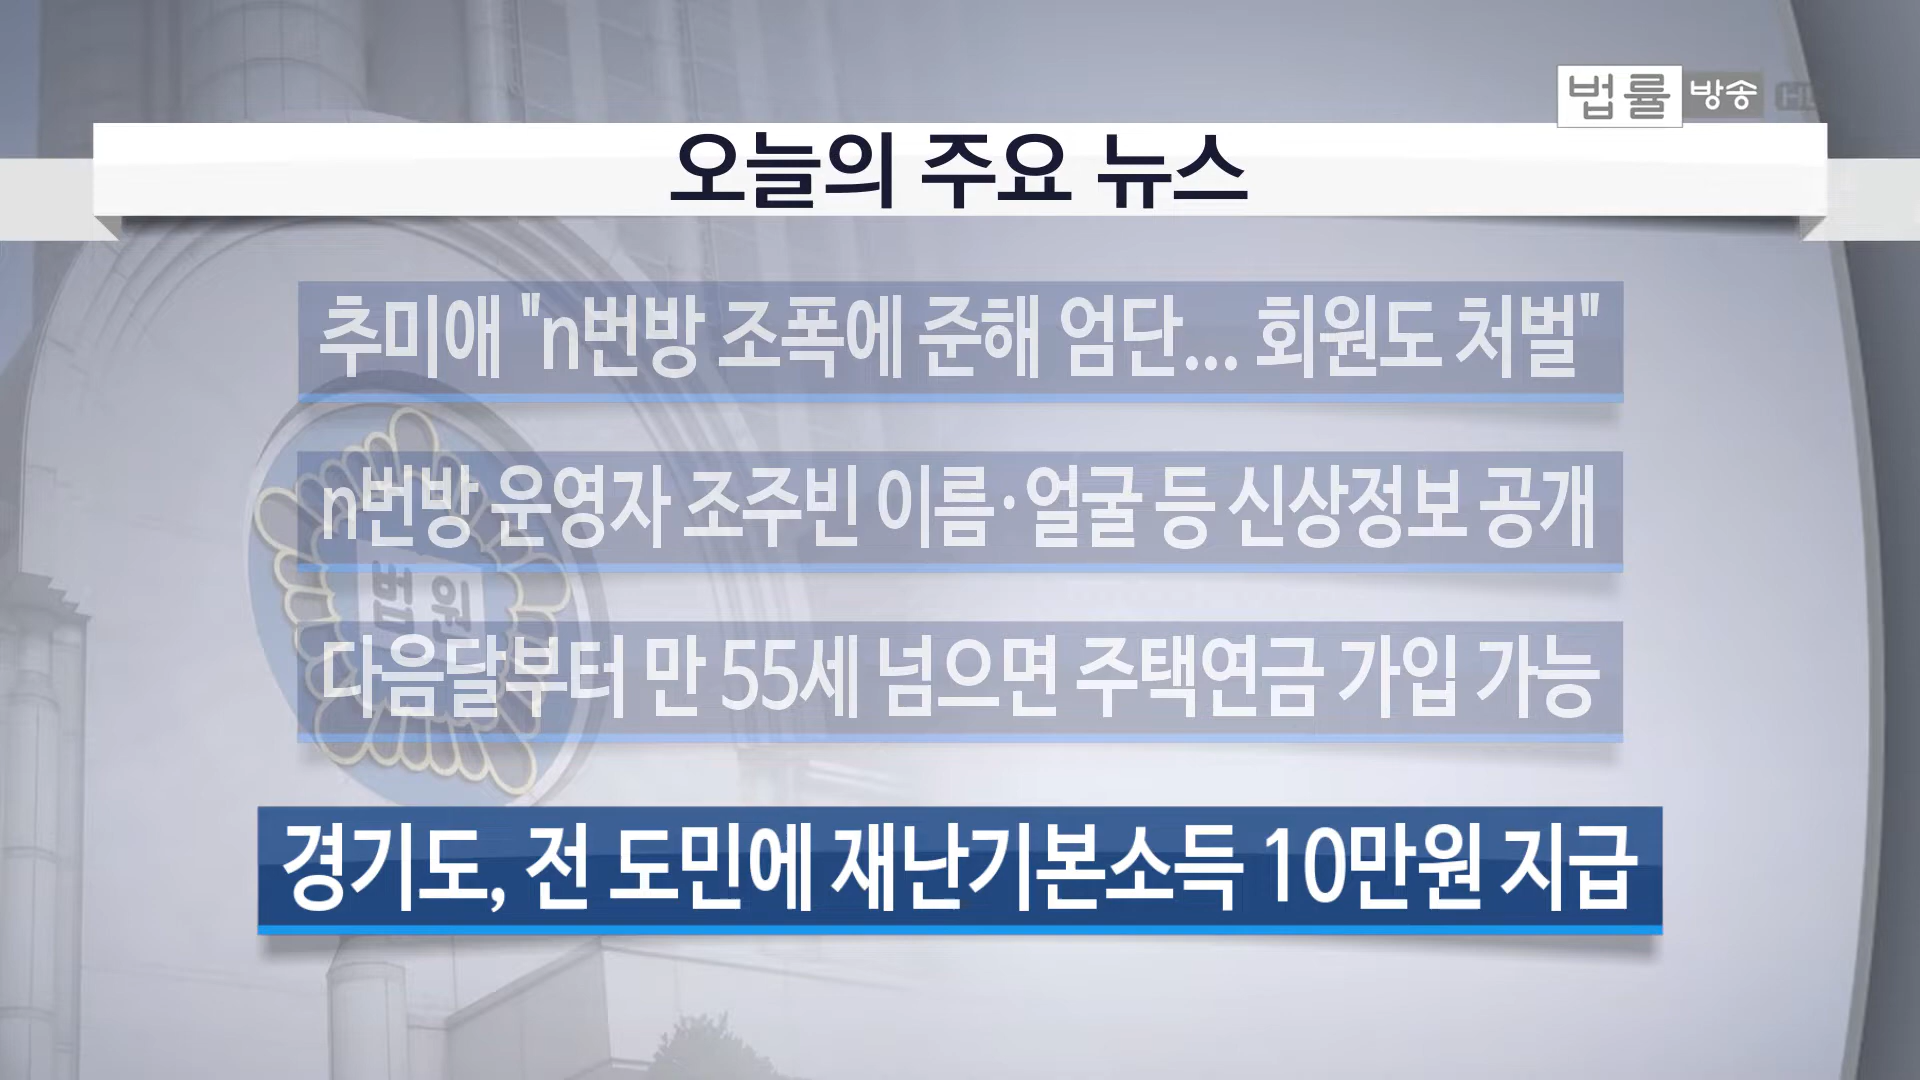 법률방송 HD
오늘의 주요 뉴스
추미애 "n번방 조폭에 준해 엄단... 회원도 처벌"
n번방 운영자 조주빈 이름·얼굴 등 신상정보 공개
법원
다음달부터 만 55세 넘으면 주택연금 가입 가능
경기도, 전 도민에 재난기본소득 10만원 지급